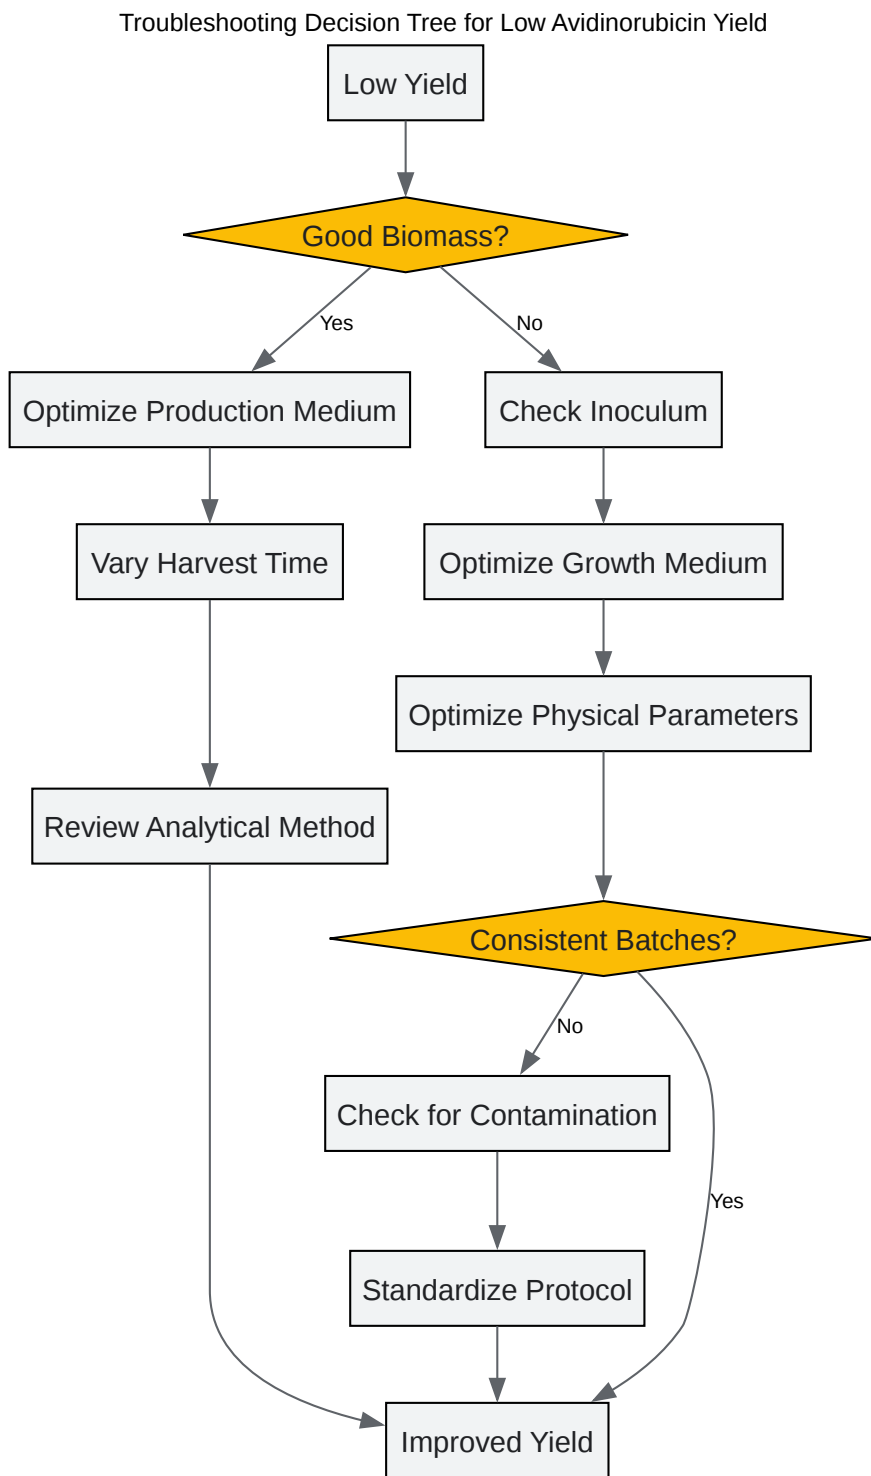 Troubleshooting Decision Tree for Low Avidinorubicin Yield
Low Yield
Good Biomass?
Yes
No
Optimize Production Medium
Check Inoculum
Vary Harvest Time
Optimize Growth Medium
Optimize Physical Parameters
Review Analytical Method
Consistent Batches?
No
Check for Contamination
Yes
Standardize Protocol
Improved Yield